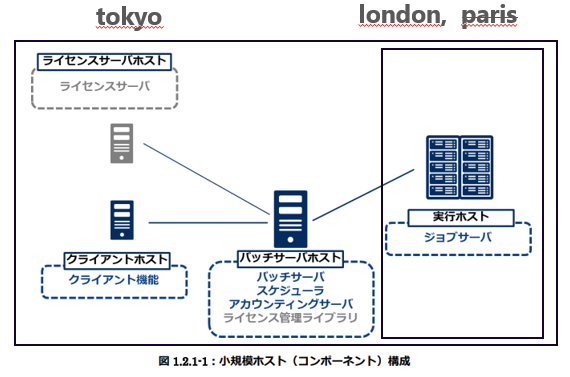 tokyo
london, paris
ライセンスサーバホスト
ライセンスサーバ
クライアントホスト
クライアント機能
バッチサーバホスト
バッチサーバ
スケジューラ
アカウンティングサーバ
ライセンス管理ライブラリ
実行ホスト
ジョブサーバ
図 1.2.1-1：小規模ホスト（コンポーネント）構成